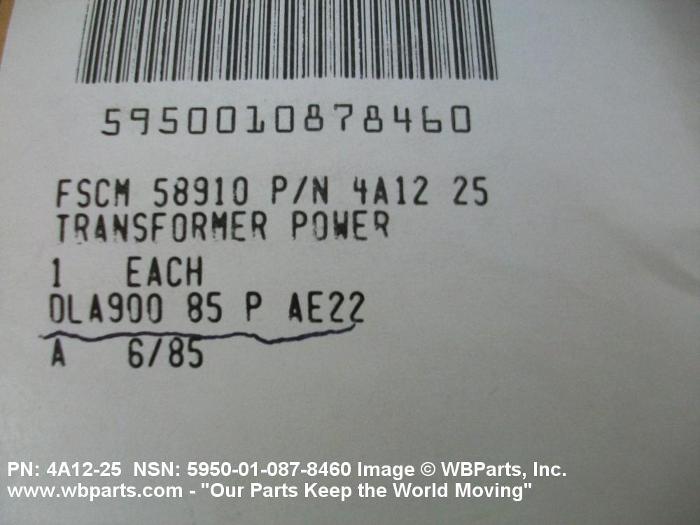 5950010878460
FSCM 58910 P/N 4A12 25
TRANSFORMER POWER
1 EACH
DLA900 85 P AE22
A 6/85
PN: 4A12-25 NSN: 5950-01-087-8460 Image © WBParts, Inc.
www.wbparts.com - "Our Parts Keep the World Moving"